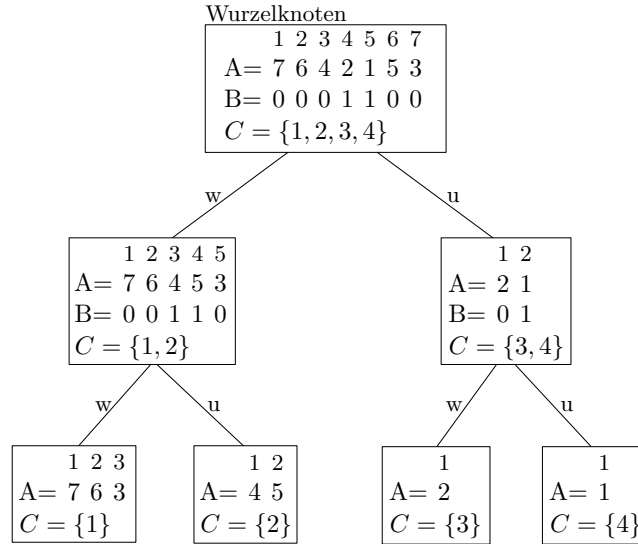 Wurzelknoten
1 2 3 4 5 6 7
A= 7 6 4 2 1 5 3
B= 0 0 0 1 1 0 0
C = {1, 2, 3, 4}
w
u
1 2 3 4 5
A= 7 6 4 5 3
B= 0 0 1 1 0
C = {1, 2}
1 2
A= 2 1
B= 0 1
C = {3, 4}
w
u
w
u
1 2 3
A= 7 6 3
C = {1}
1 2
A= 4 5
C = {2}
1
A= 2
C = {3}
1
A= 1
C = {4}